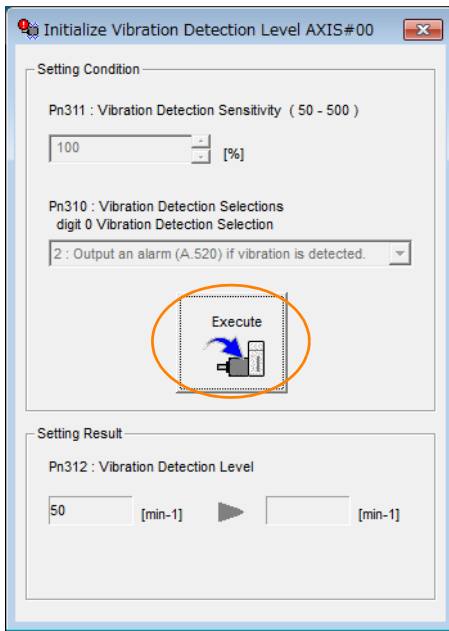 Initialize Vibration Detection Level AXIS#00
Setting Condition
Pn311 : Vibration Detection Sensitivity ( 50 - 500 )
100
[%]
Pn310 : Vibration Detection Selections
digit 0 Vibration Detection Selection
2 : Output an alarm (A.520) if vibration is detected.
Execute
Setting Result
Pn312 : Vibration Detection Level
50 [min-1] [min-1]